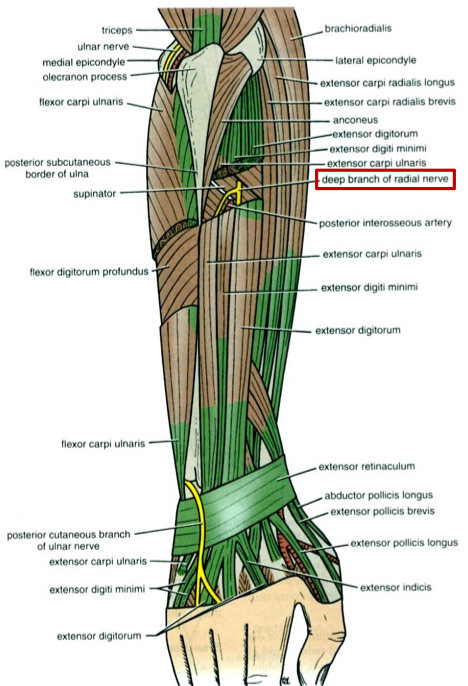 triceps
ulnar nerve
medial epicondyle
olecranon process
flexor carpi ulnaris
posterior subcutaneous
border of ulna
supinator
flexor digitorum profundus
flexor carpi ulnaris
posterior cutaneous branch
of ulnar nerve
extensor carpi ulnaris
extensor digiti minimi
extensor digitorum
brachioradialis
lateral epicondyle
extensor carpi radialis longus
extensor carpi radialis brevis
anconeus
extensor digitorum
extensor digiti minimi
extensor carpi ulnaris
deep branch of radial nerve
posterior interosseous artery
extensor carpi ulnaris
extensor digiti minimi
extensor digitorum
extensor retinaculum
abductor pollicis longus
extensor pollicis brevis
extensor pollicis longus
extensor indicis